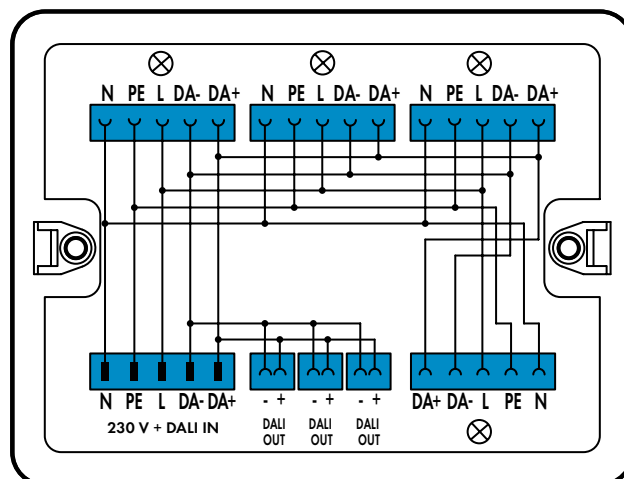 N PE L DA- DA+
N PE L DA- DA+
N PE L DA- DA+
N PE L DA- DA+
230 V + DALI IN
- +
DALI
OUT
- +
DALI
OUT
- +
DALI
OUT
DA+ DA- L PE N